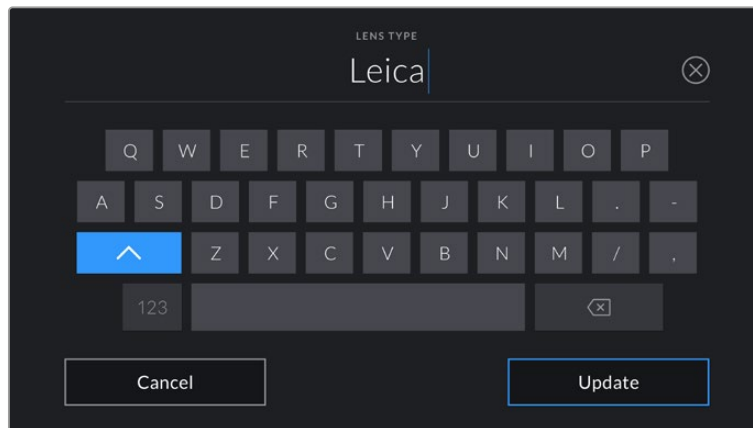 LENS TYPE
Leica
Q W E R T Y U I O P
A S D F G H J K L . -
Z X C V B N M / ,
123
Cancel Update